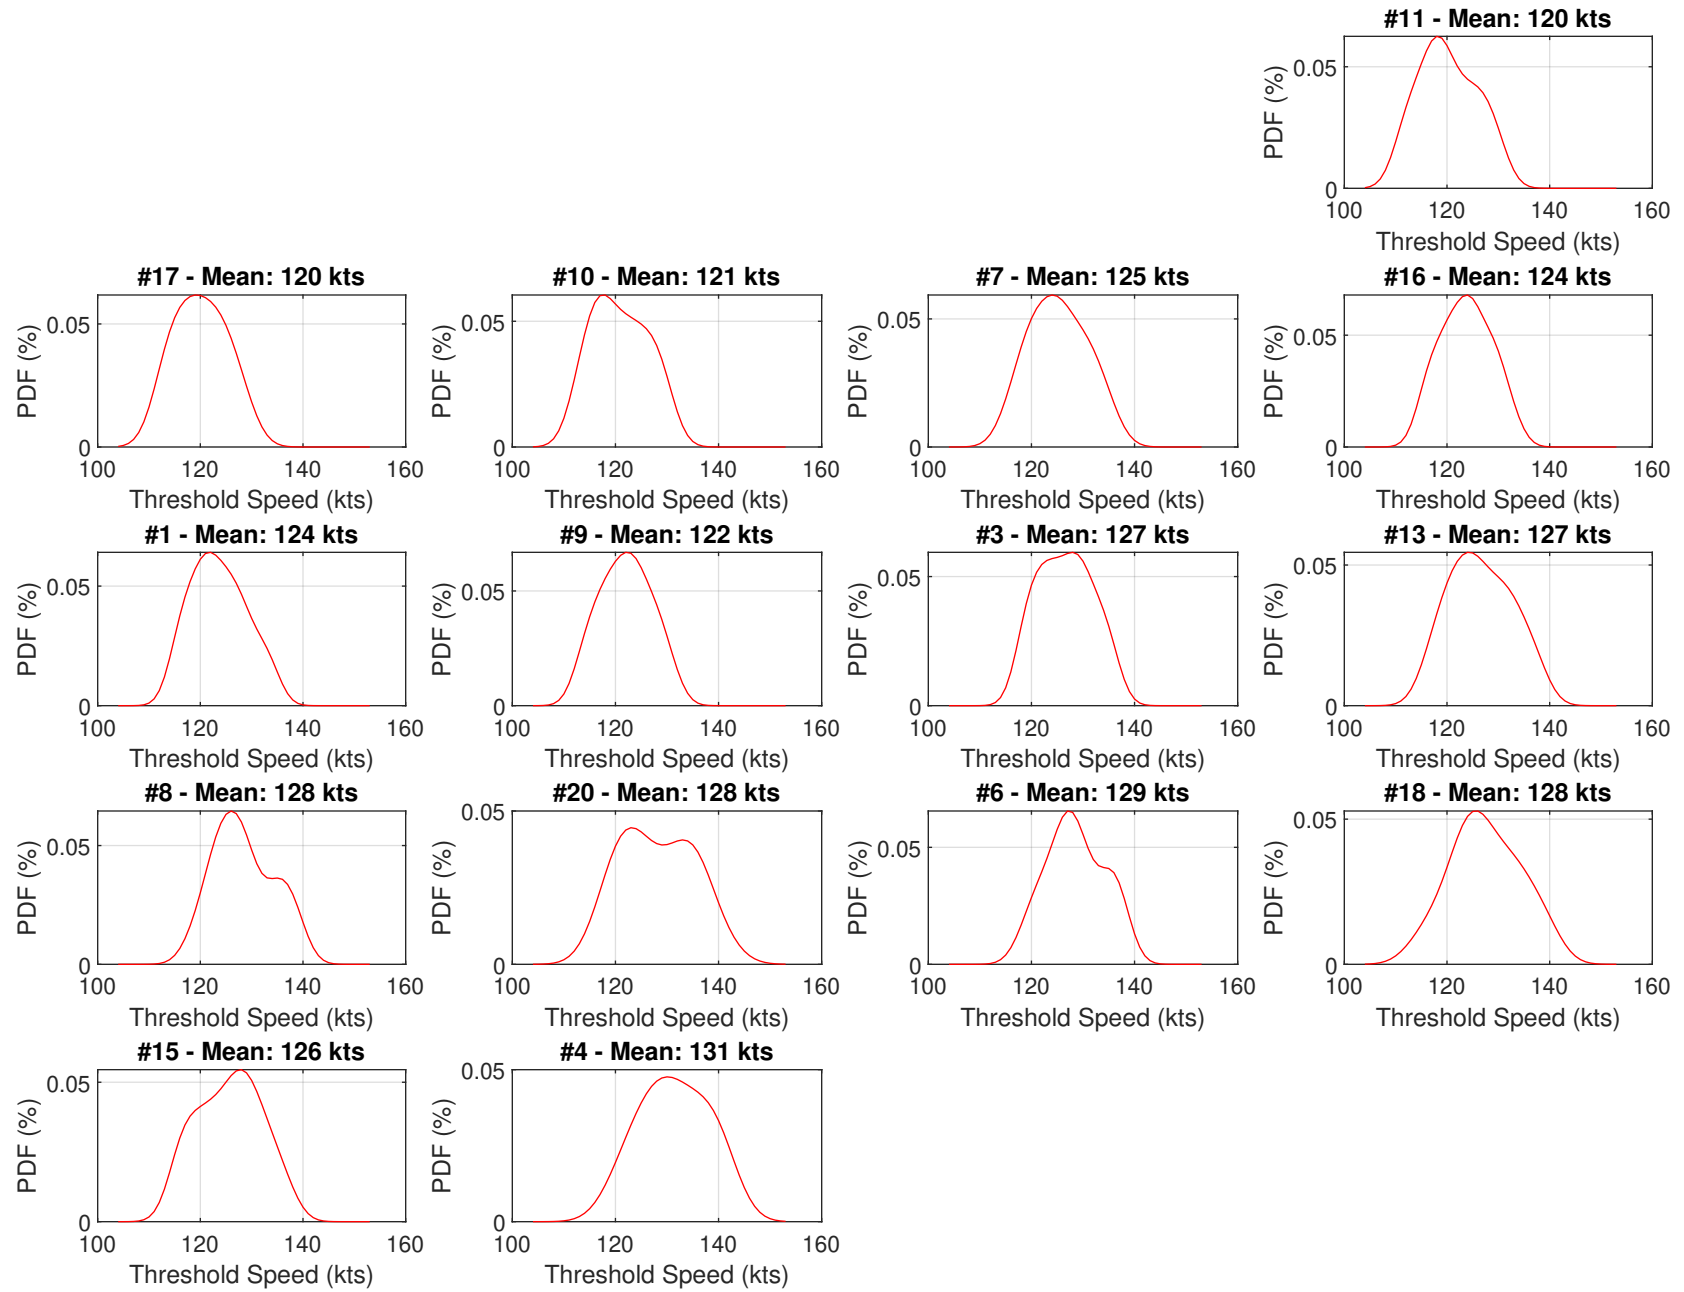 #11 - Mean: 120 kts
PDF (%)
0.05
0
100 120 140 160
Threshold Speed (kts)
#17 - Mean: 120 kts
PDF (%)
0.05
0
100 120 140 160
Threshold Speed (kts)
#10 - Mean: 121 kts
PDF (%)
0.05
0
100 120 140 160
Threshold Speed (kts)
#7 - Mean: 125 kts
PDF (%)
0.05
0
100 120 140 160
Threshold Speed (kts)
#16 - Mean: 124 kts
PDF (%)
0.05
0
100 120 140 160
Threshold Speed (kts)
#1 - Mean: 124 kts
PDF (%)
0.05
0
100 120 140 160
Threshold Speed (kts)
#9 - Mean: 122 kts
PDF (%)
0.05
0
100 120 140 160
Threshold Speed (kts)
#3 - Mean: 127 kts
PDF (%)
0.05
0
100 120 140 160
Threshold Speed (kts)
#13 - Mean: 127 kts
PDF (%)
0.05
0
100 120 140 160
Threshold Speed (kts)
#8 - Mean: 128 kts
PDF (%)
0.05
0
100 120 140 160
Threshold Speed (kts)
#20 - Mean: 128 kts
PDF (%)
0.05
0
100 120 140 160
Threshold Speed (kts)
#6 - Mean: 129 kts
PDF (%)
0.05
0
100 120 140 160
Threshold Speed (kts)
#18 - Mean: 128 kts
PDF (%)
0.05
0
100 120 140 160
Threshold Speed (kts)
#15 - Mean: 126 kts
PDF (%)
0.05
0
100 120 140 160
Threshold Speed (kts)
#4 - Mean: 131 kts
PDF (%)
0.05
0
100 120 140 160
Threshold Speed (kts)